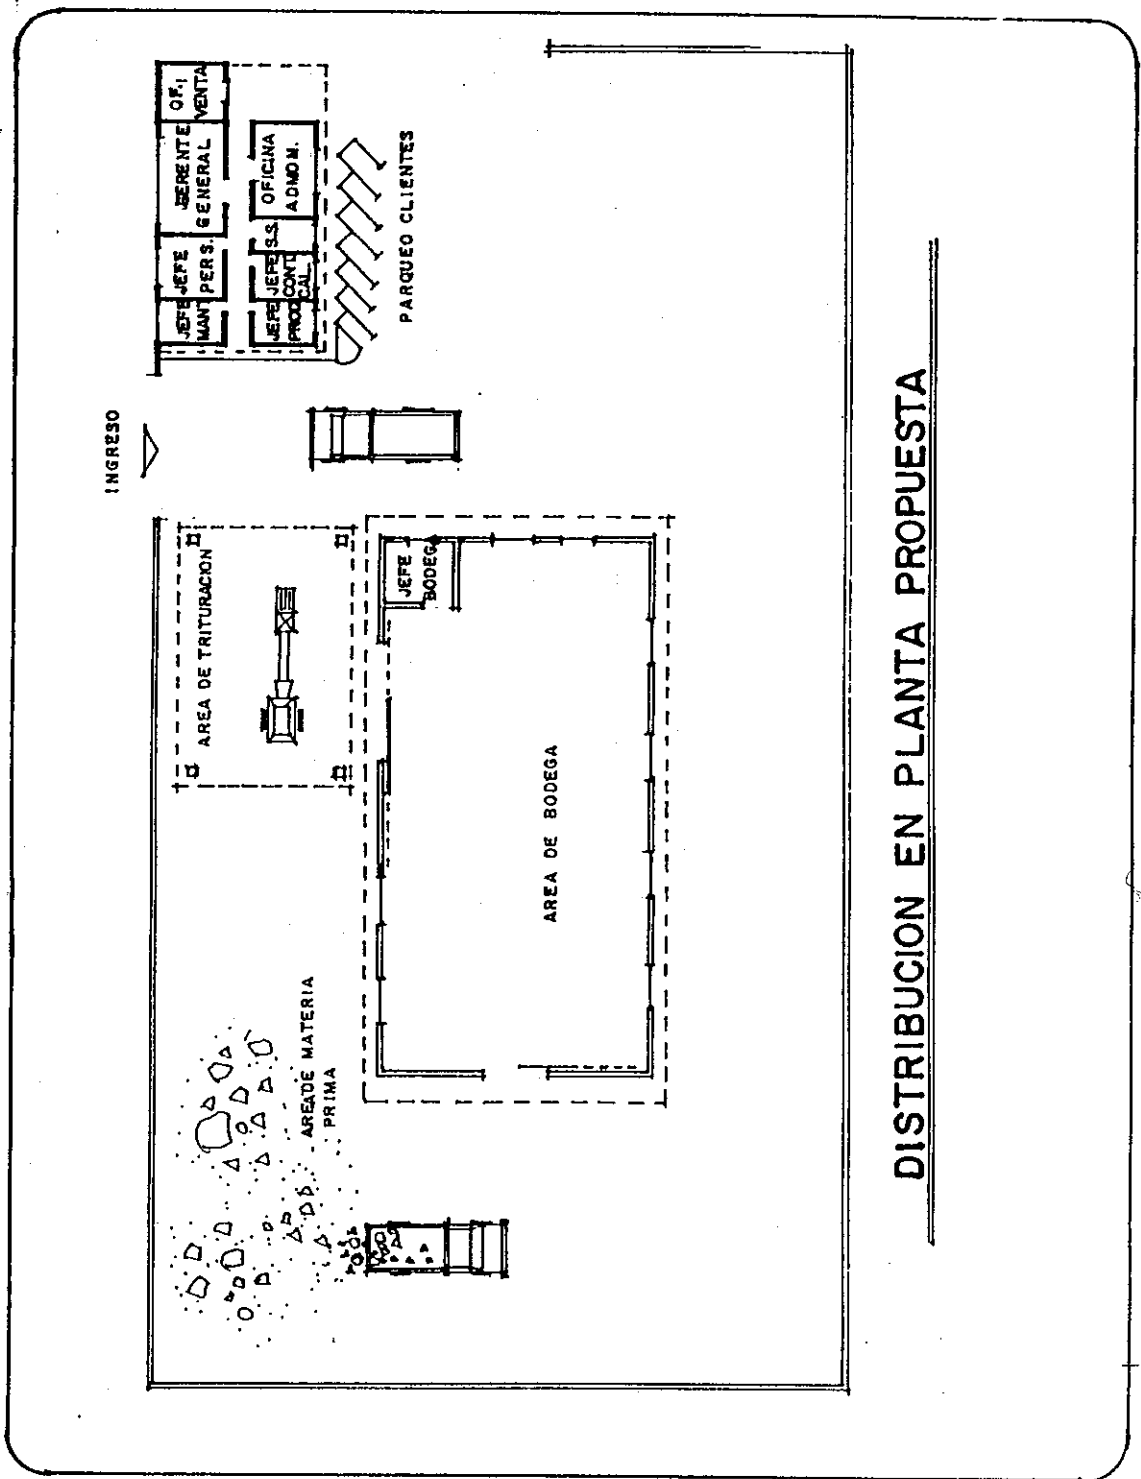 INGRESO
AREA DE MATERIA
PRIMA
AREA DE TRITURACION
JEFE
MANT
JEFE
PERS.
GERENTE
GENERAL
OF.
VENTA
JEFE
PROD
JEFE
CONT
CAL.
S.S.
OFICINA
ADMON.
JEFE
BODEG
PARQUEO CLIENTES
AREA DE BODEGA
DISTRIBUCION EN PLANTA PROPUESTA